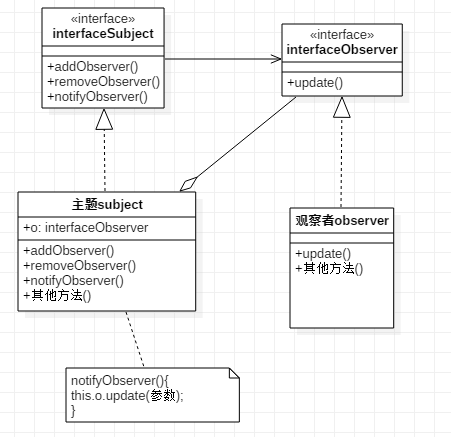 «interface»
interfaceSubject
+addObserver()
+removeObserver()
+notifyObserver()
«interface»
interfaceObserver
+update()
主题subject
+o: interfaceObserver
+addObserver()
+removeObserver()
+notifyObserver()
+其他方法()
观察者observer
+update()
+其他方法()
notifyObserver(){
this.o.update(参数);
}